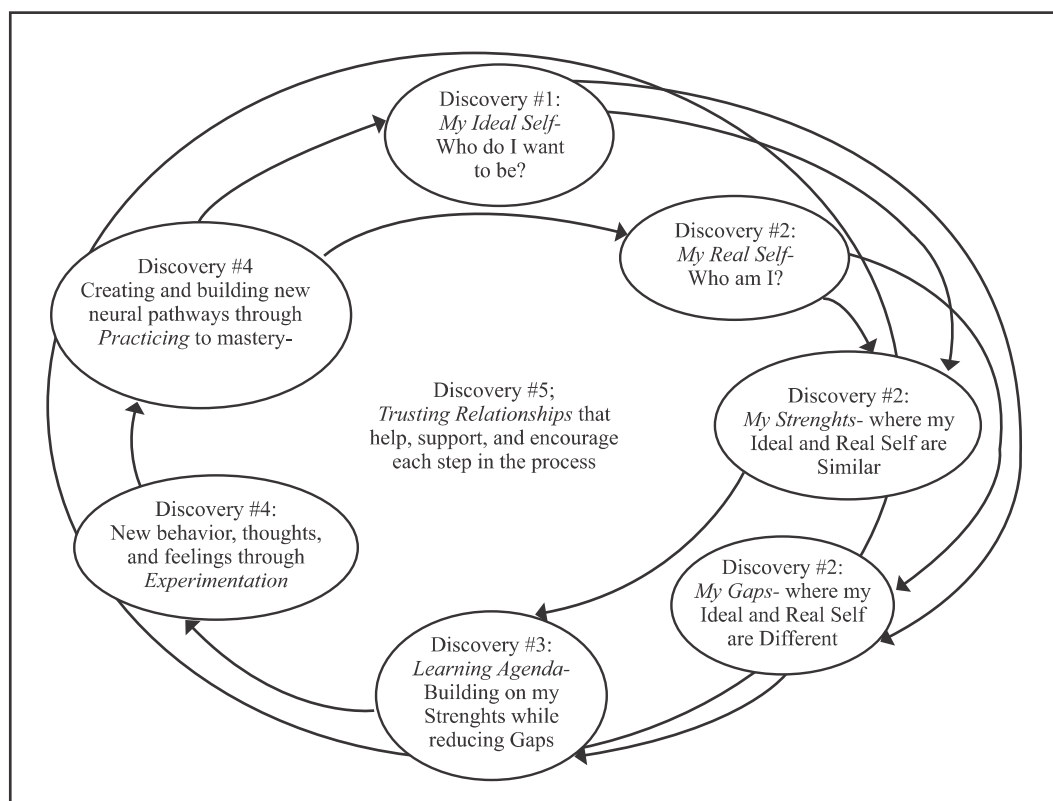 Discovery #1:
My Ideal Self-
Who do I want
to be?
Discovery #2:
My Real Self-
Who am I?
Discovery #2:
My Strenghts- where my
Ideal and Real Self are
Similar
Discovery #2:
My Gaps- where my
Ideal and Real Self
are Different
Discovery #3:
Learning Agenda-
Building on my
Strenghts while
reducing Gaps
Discovery #4:
New behavior, thoughts,
and feelings through
Experimentation
Discovery #4
Creating and building new
neural pathways through
Practicing to mastery-
Discovery #5;
Trusting Relationships that
help, support, and encourage
each step in the process